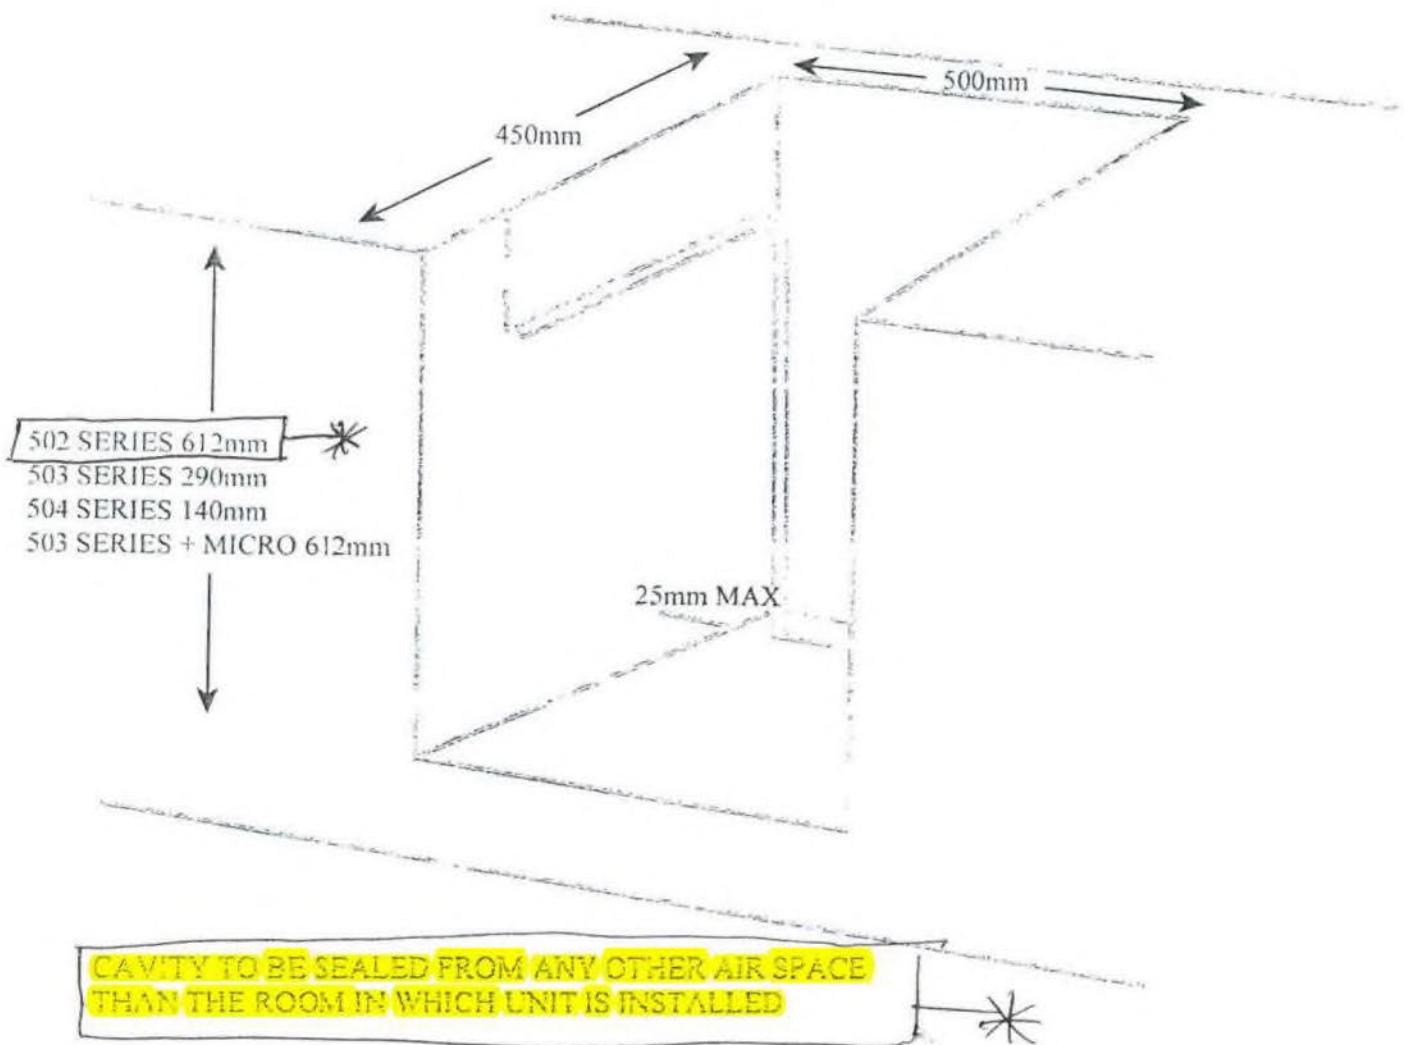 500mm
450mm
502 SERIES 612mm
503 SERIES 290mm
504 SERIES 140mm
503 SERIES + MICRO 612mm
25mm MAX
CAVITY TO BE SEALED FROM ANY OTHER AIR SPACE
THAN THE ROOM IN WHICH UNIT IS INSTALLED